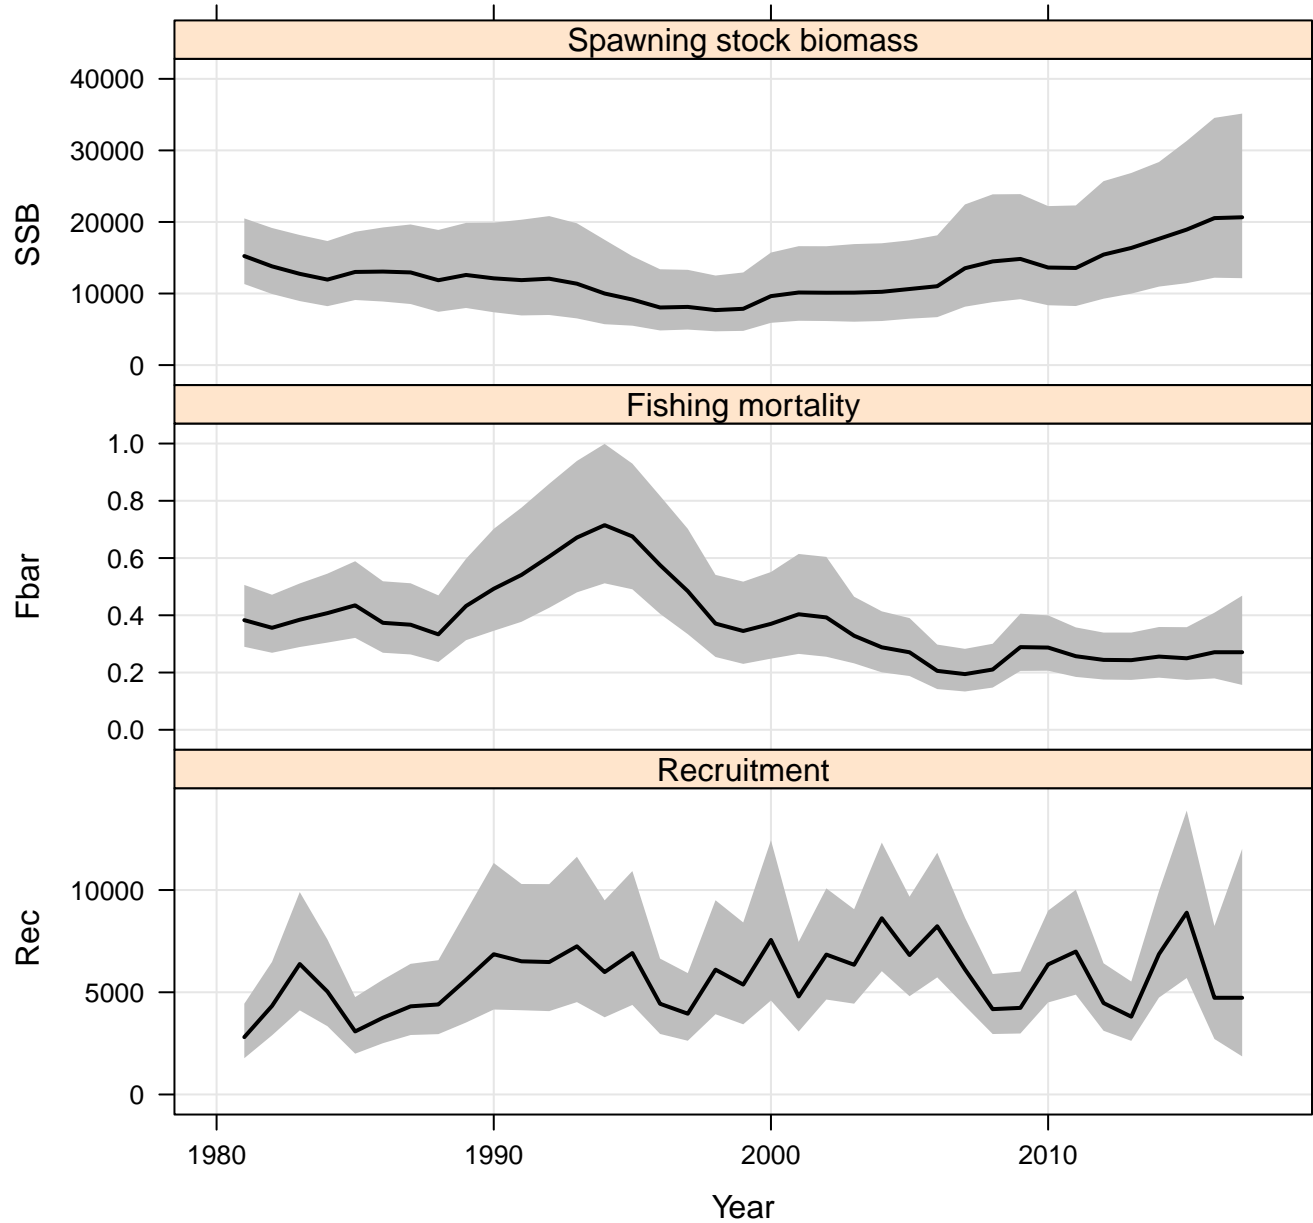 Spawning stock biomass
40000
30000
20000
10000
0
SSB
Fishing mortality
1.0
0.8
0.6
0.4
0.2
0.0
Fbar
Recruitment
10000
5000
0
Rec
1980 1990 2000 2010
Year